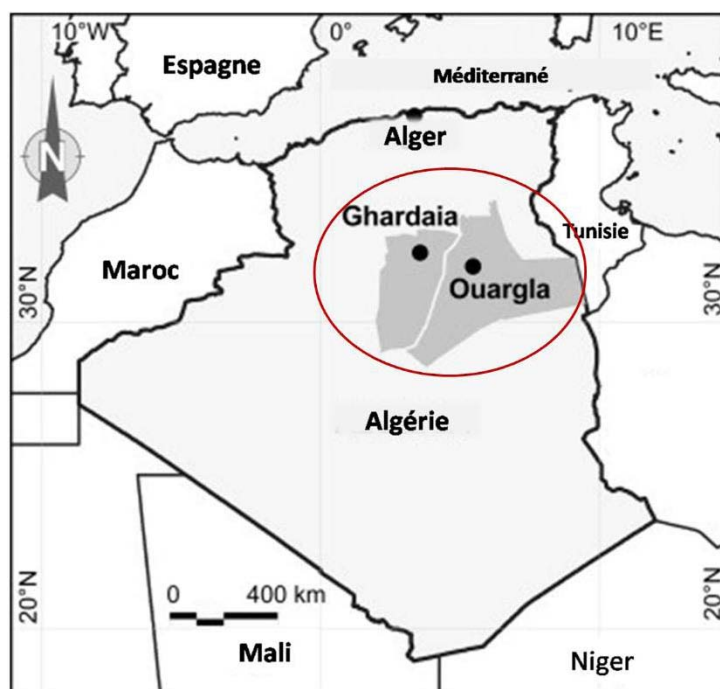 10°W
0°
10°E
Espagne
Méditerrané
Alger
N
Ghardaia
Tunisie
Maroc
Ouargla
30°N
30°N
Algérie
0 400 km
20°N
20°N
Mali
Niger